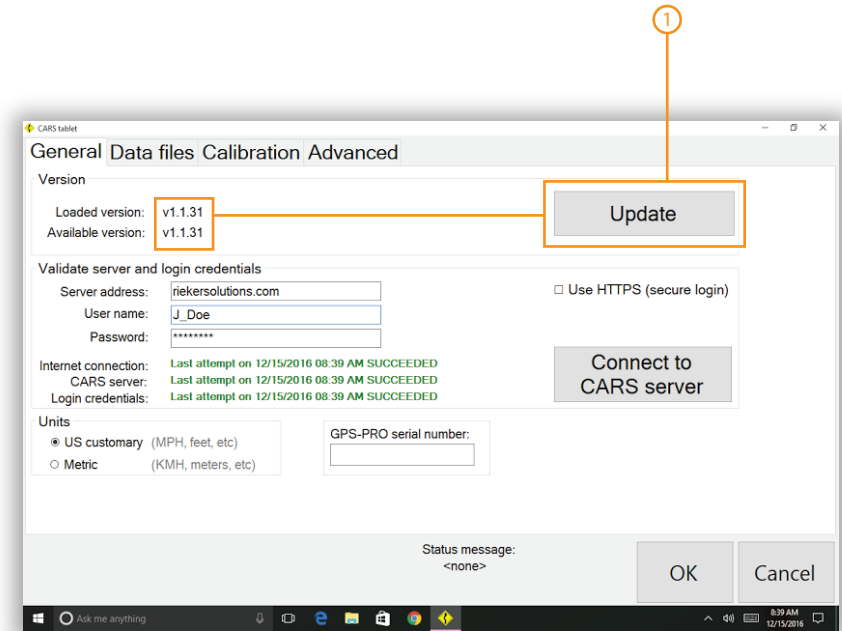 1
CARS tablet
General Data files Calibration Advanced
Version
Loaded version: v1.1.31
Available version: v1.1.31
Update
Validate server and login credentials
Server address: riekersolutions.com
Use HTTPS (secure login)
User name: J_Doe
Password: ********
Internet connection: Last attempt on 12/15/2016 08:39 AM SUCCEEDED
CARS server: Last attempt on 12/15/2016 08:39 AM SUCCEEDED
Login credentials: Last attempt on 12/15/2016 08:39 AM SUCCEEDED
Connect to
CARS server
Units
US customary (MPH, feet, etc)
Metric (KMH, meters, etc)
GPS-PRO serial number:
Status message:
<none>
OK
Cancel
Ask me anything
8:39 AM
12/15/2016